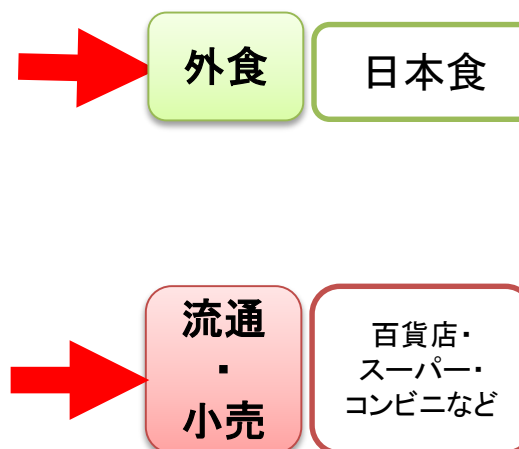 外食
日本食
流通
・
小売
百貨店・
スーパー・
コンビニなど